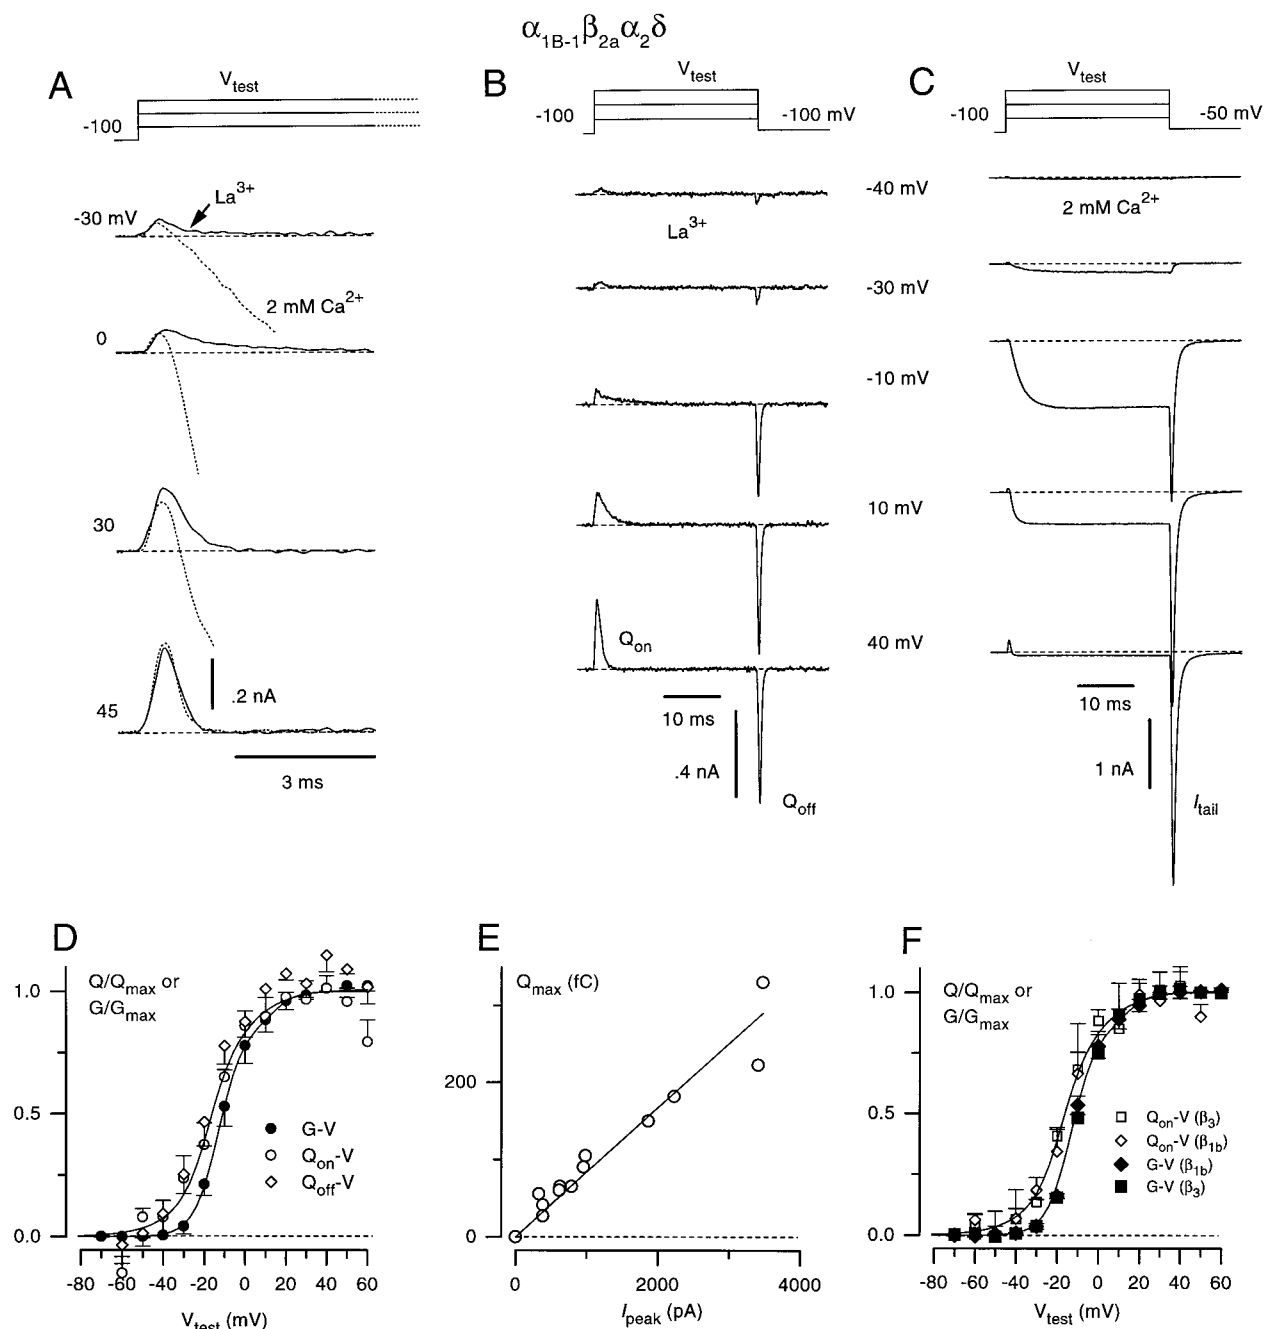 α1B-1β2aα2δ
A
Vtest
-100
La3+
-30 mV
2 mM Ca2+
0
30
.2 nA
45
3 ms
B
Vtest
-100
-100 mV
-40 mV
La3+
-30 mV
-10 mV
10 mV
Qon
40 mV
10 ms
.4 nA
Qoff
C
Vtest
-100
-50 mV
2 mM Ca2+
10 ms
1 nA
Itail
D
Q/Qmax or
G/Gmax
1.0
0.5
0.0
G-V
Qon-V
Qoff-V
-80 -60 -40 -20 0 20 40 60
Vtest (mV)
E
Qmax (fC)
200
0
0 2000 4000
Ipeak (pA)
F
Q/Qmax or
G/Gmax
1.0
0.5
0.0
Qon-V (β3)
Qon-V (β1b)
G-V (β1b)
G-V (β3)
-80 -60 -40 -20 0 20 40 60
Vtest (mV)